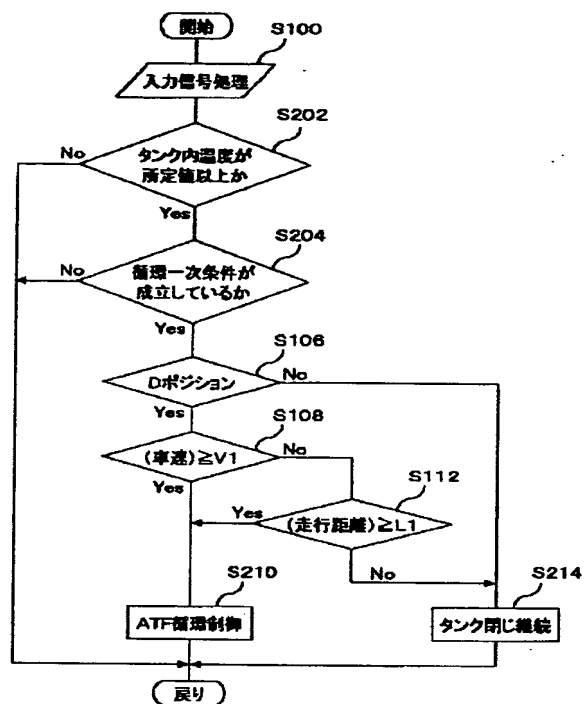 開始
S100
入力信号処理
S202
No
タンク内温度が
所定値以上か
Yes
S204
No
循環一次条件が
成立しているか
Yes
S106
Dポジション
No
Yes
S108
(車速)≧V1
No
Yes
S112
Yes
(走行距離)≧L1
No
S210
S214
ATF循環制御
タンク閉じ継続
戻り